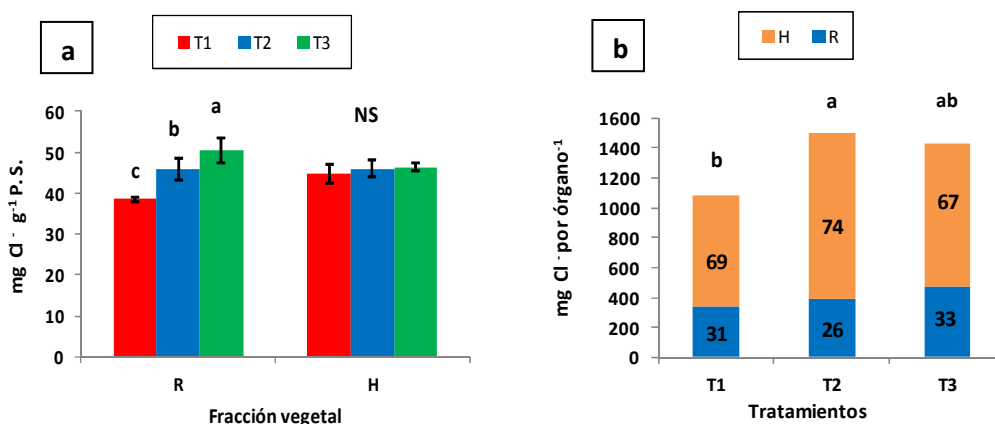 a
T1 T2 T3
mg Cl - g-1 P. S.
60
50
40
30
20
10
0
c
b
a
NS
R
H
Fracción vegetal
b
H R
mg Cl - por órgano-1
1600
1400
1200
1000
800
600
400
200
0
b
a
ab
69
74
67
31
26
33
T1
T2
T3
Tratamientos